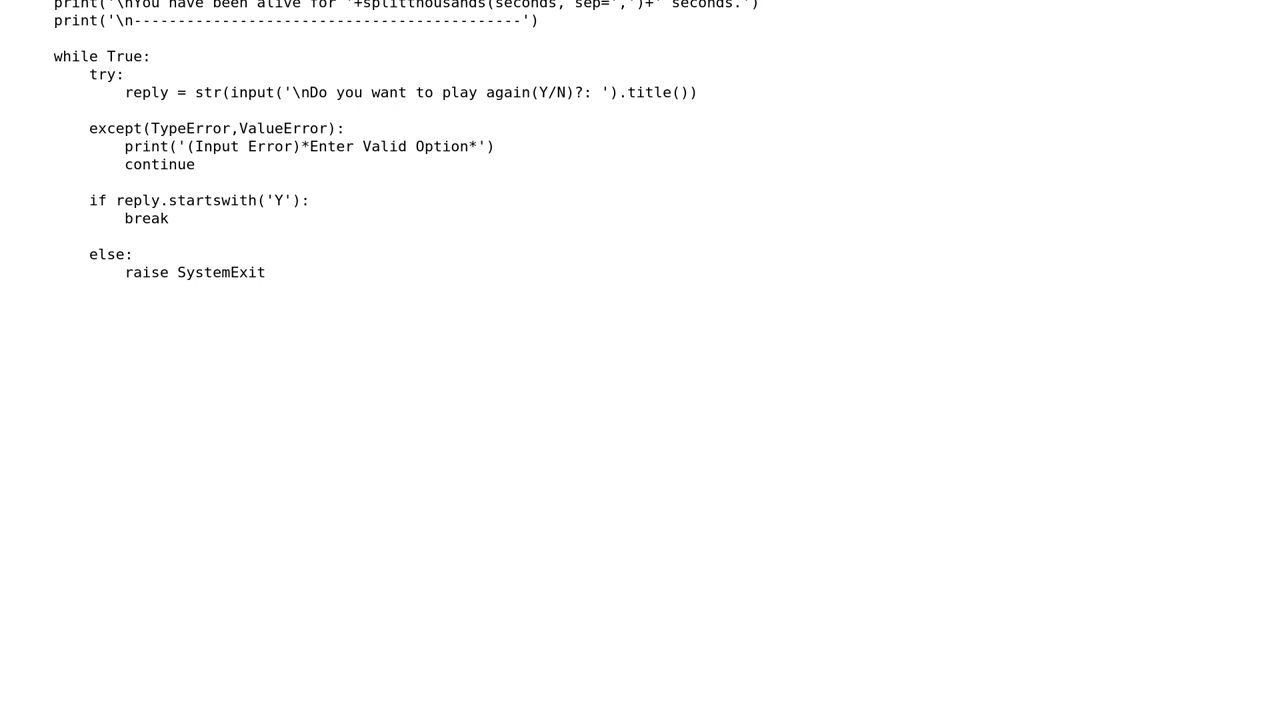 print('\nYou have been alive for '+splitthousands(seconds, sep=',')+' seconds.')
print('\n--------------------------------------------')
while True:
try:
reply = str(input('\nDo you want to play again(Y/N)?: ').title())
except(TypeError,ValueError):
print('(Input Error)*Enter Valid Option*')
continue
if reply.startswith('Y'):
break
else:
raise SystemExit